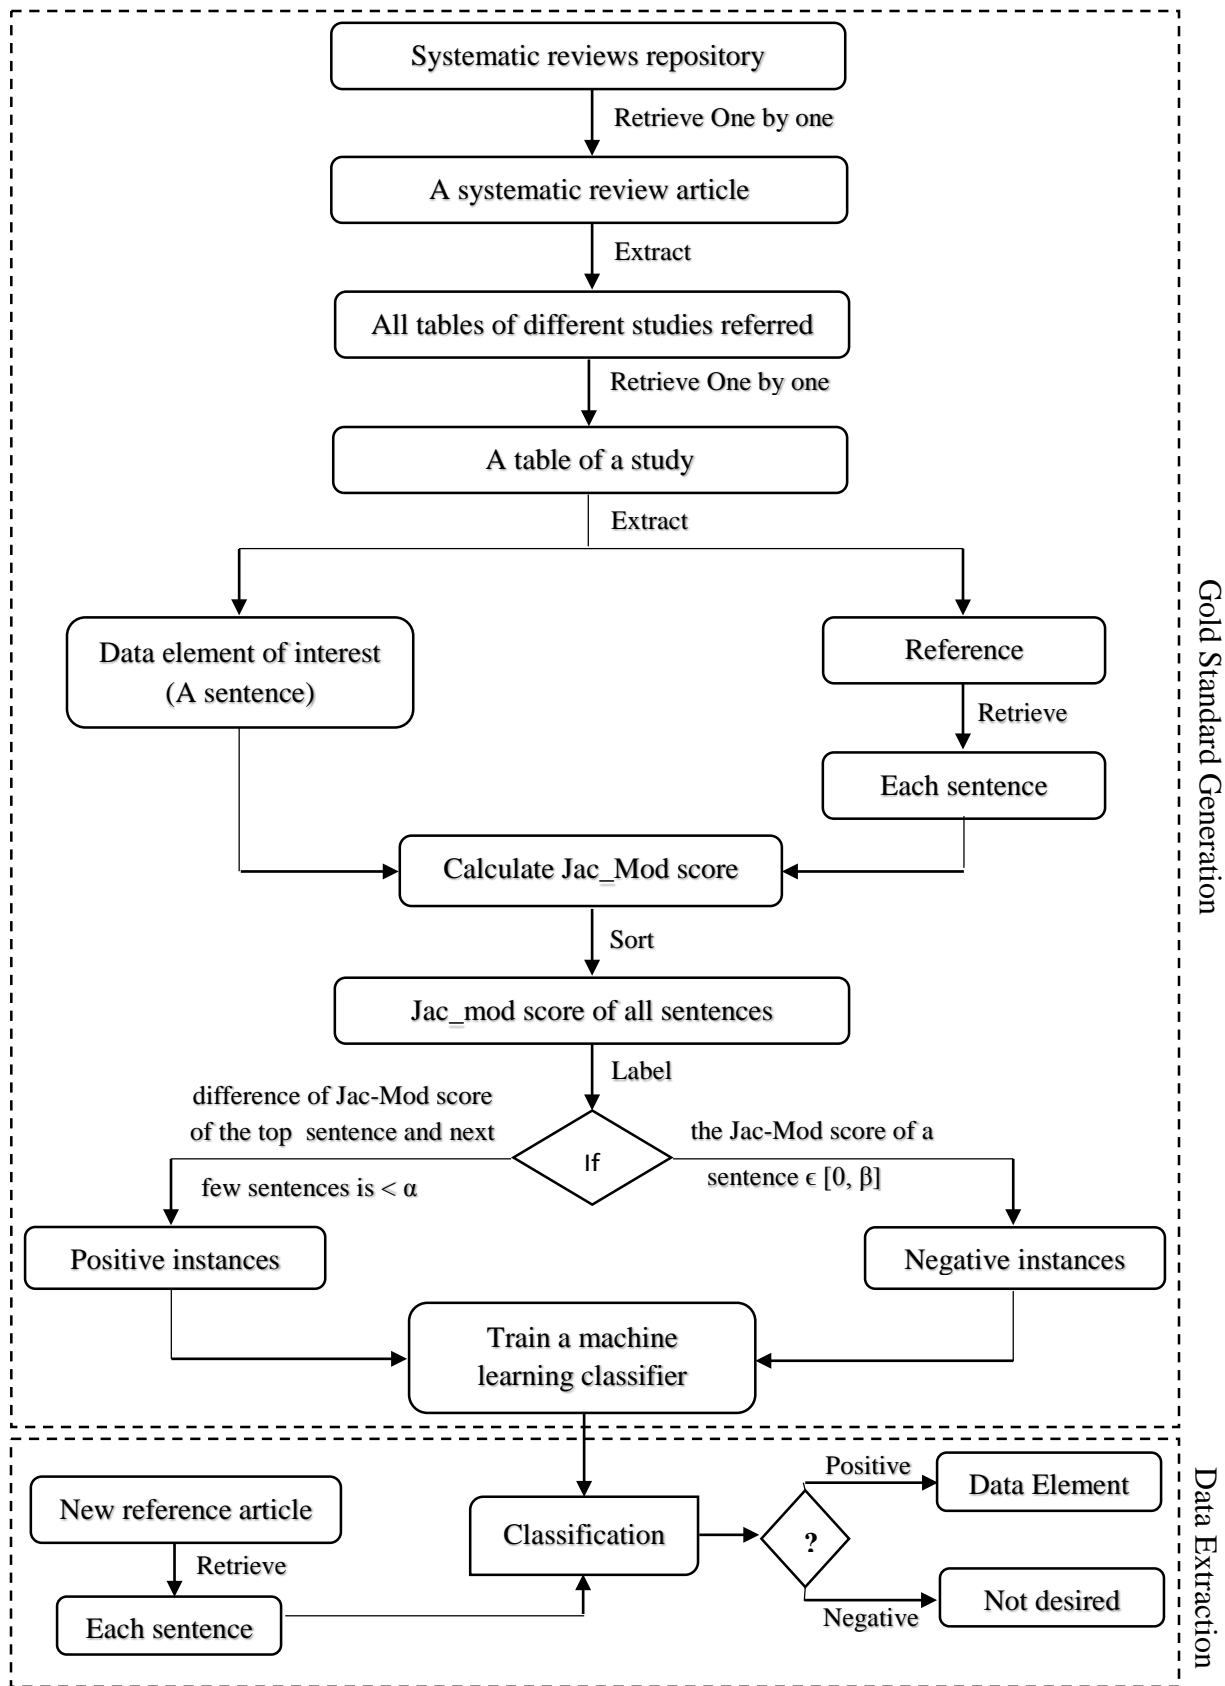 Systematic reviews repository
Retrieve One by one
A systematic review article
Extract
All tables of different studies referred
Retrieve One by one
A table of a study
Extract
Data element of interest
(A sentence)
Reference
Retrieve
Each sentence
Calculate Jac_Mod score
Sort
Jac_mod score of all sentences
Label
difference of Jac-Mod score
of the top sentence and next
few sentences is < α
If
the Jac-Mod score of a
sentence ϵ [0, β]
Positive instances
Negative instances
Train a machine
learning classifier
Gold Standard Generation
New reference article
Retrieve
Each sentence
Classification
?
Positive
Data Element
Negative
Not desired
Data Extraction